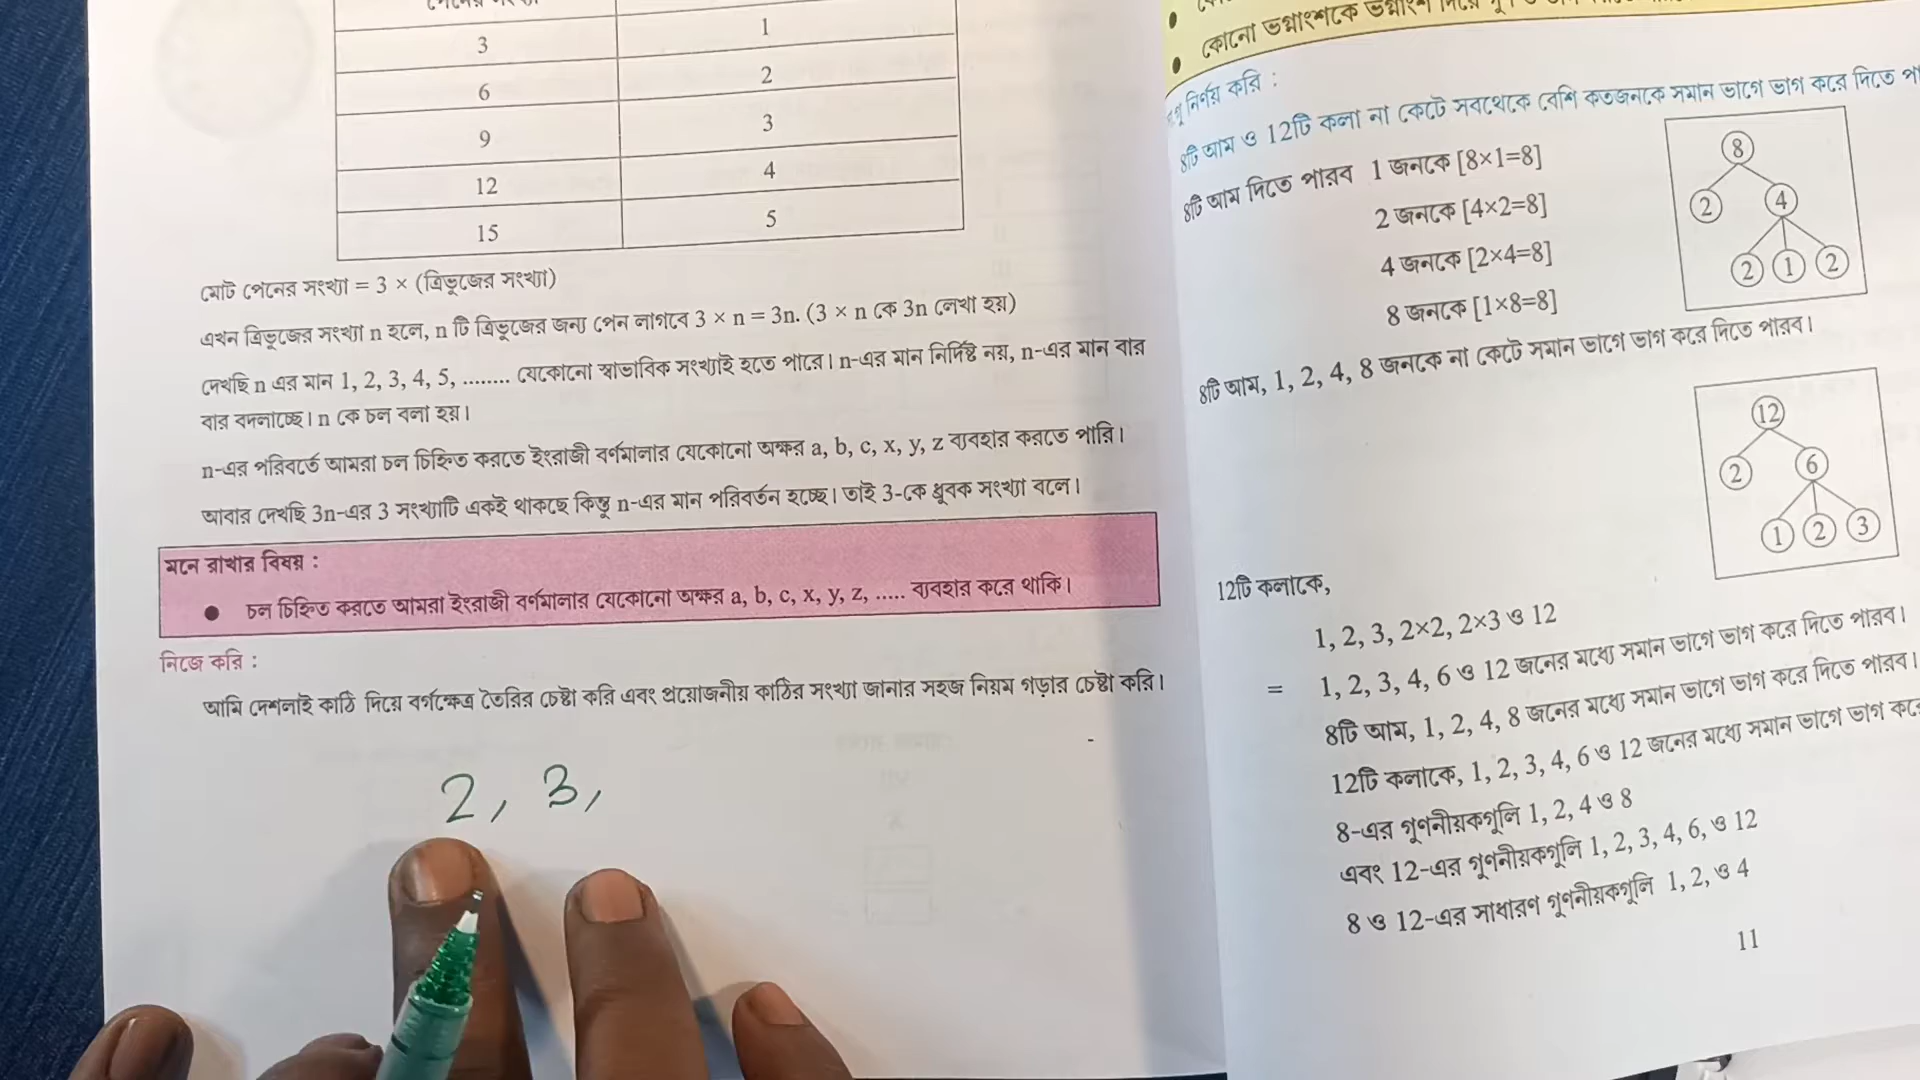 পেনের সংখ্যা
3 1
6 2
9 3
12 4
15 5
মোট পেনের সংখ্যা = 3 × (ত্রিভুজের সংখ্যা)
এখন ত্রিভুজের সংখ্যা n হলে, n টি ত্রিভুজের জন্য পেন লাগবে 3 × n = 3n. (3 × n কে 3n লেখা হয়)
দেখছি n এর মান 1, 2, 3, 4, 5, ........ যেকোনো স্বাভাবিক সংখ্যাই হতে পারে। n-এর মান নির্দিষ্ট নয়, n-এর মান বার
বার বদলাচ্ছে। n কে চল বলা হয়।
n-এর পরিবর্তে আমরা চল চিহ্নিত করতে ইংরাজী বর্ণমালার যেকোনো অক্ষর a, b, c, x, y, z ব্যবহার করতে পারি।
আবার দেখছি 3n-এর 3 সংখ্যাটি একই থাকছে কিন্তু n-এর মান পরিবর্তন হচ্ছে। তাই 3-কে ধ্রুবক সংখ্যা বলে।
মনে রাখার বিষয় :
● চল চিহ্নিত করতে আমরা ইংরাজী বর্ণমালার যেকোনো অক্ষর a, b, c, x, y, z, ..... ব্যবহার করে থাকি।
নিজে করি :
আমি দেশলাই কাঠি দিয়ে বর্গক্ষেত্র তৈরির চেষ্টা করি এবং প্রয়োজনীয় কাঠির সংখ্যা জানার সহজ নিয়ম গড়ার চেষ্টা করি।
2, 3,
● কোনো ভগ্নাংশকে ভগ্নাংশ দিয়ে
নির্ণয় করি :
8টি আম ও 12টি কলা না কেটে সবথেকে বেশি কতজনকে সমান ভাগে ভাগ করে দিতে
8টি আম দিতে পারব 1 জনকে [8×1=8]
2 জনকে [4×2=8]
4 জনকে [2×4=8]
8 জনকে [1×8=8]
8
2 4
2 1 2
8টি আম, 1, 2, 4, 8 জনকে না কেটে সমান ভাগে ভাগ করে দিতে পারব।
12
2 6
1 2 3
12টি কলাকে,
1, 2, 3, 2×2, 2×3 ও 12
= 1, 2, 3, 4, 6 ও 12 জনের মধ্যে সমান ভাগে ভাগ করে দিতে পারব।
8টি আম, 1, 2, 4, 8 জনের মধ্যে সমান ভাগে ভাগ করে দিতে পারব।
12টি কলাকে, 1, 2, 3, 4, 6 ও 12 জনের মধ্যে সমান ভাগে ভাগ
8-এর গুণনীয়কগুলি 1, 2, 4 ও 8
এবং 12-এর গুণনীয়কগুলি 1, 2, 3, 4, 6, ও 12
8 ও 12-এর সাধারণ গুণনীয়কগুলি 1, 2, ও 4
11